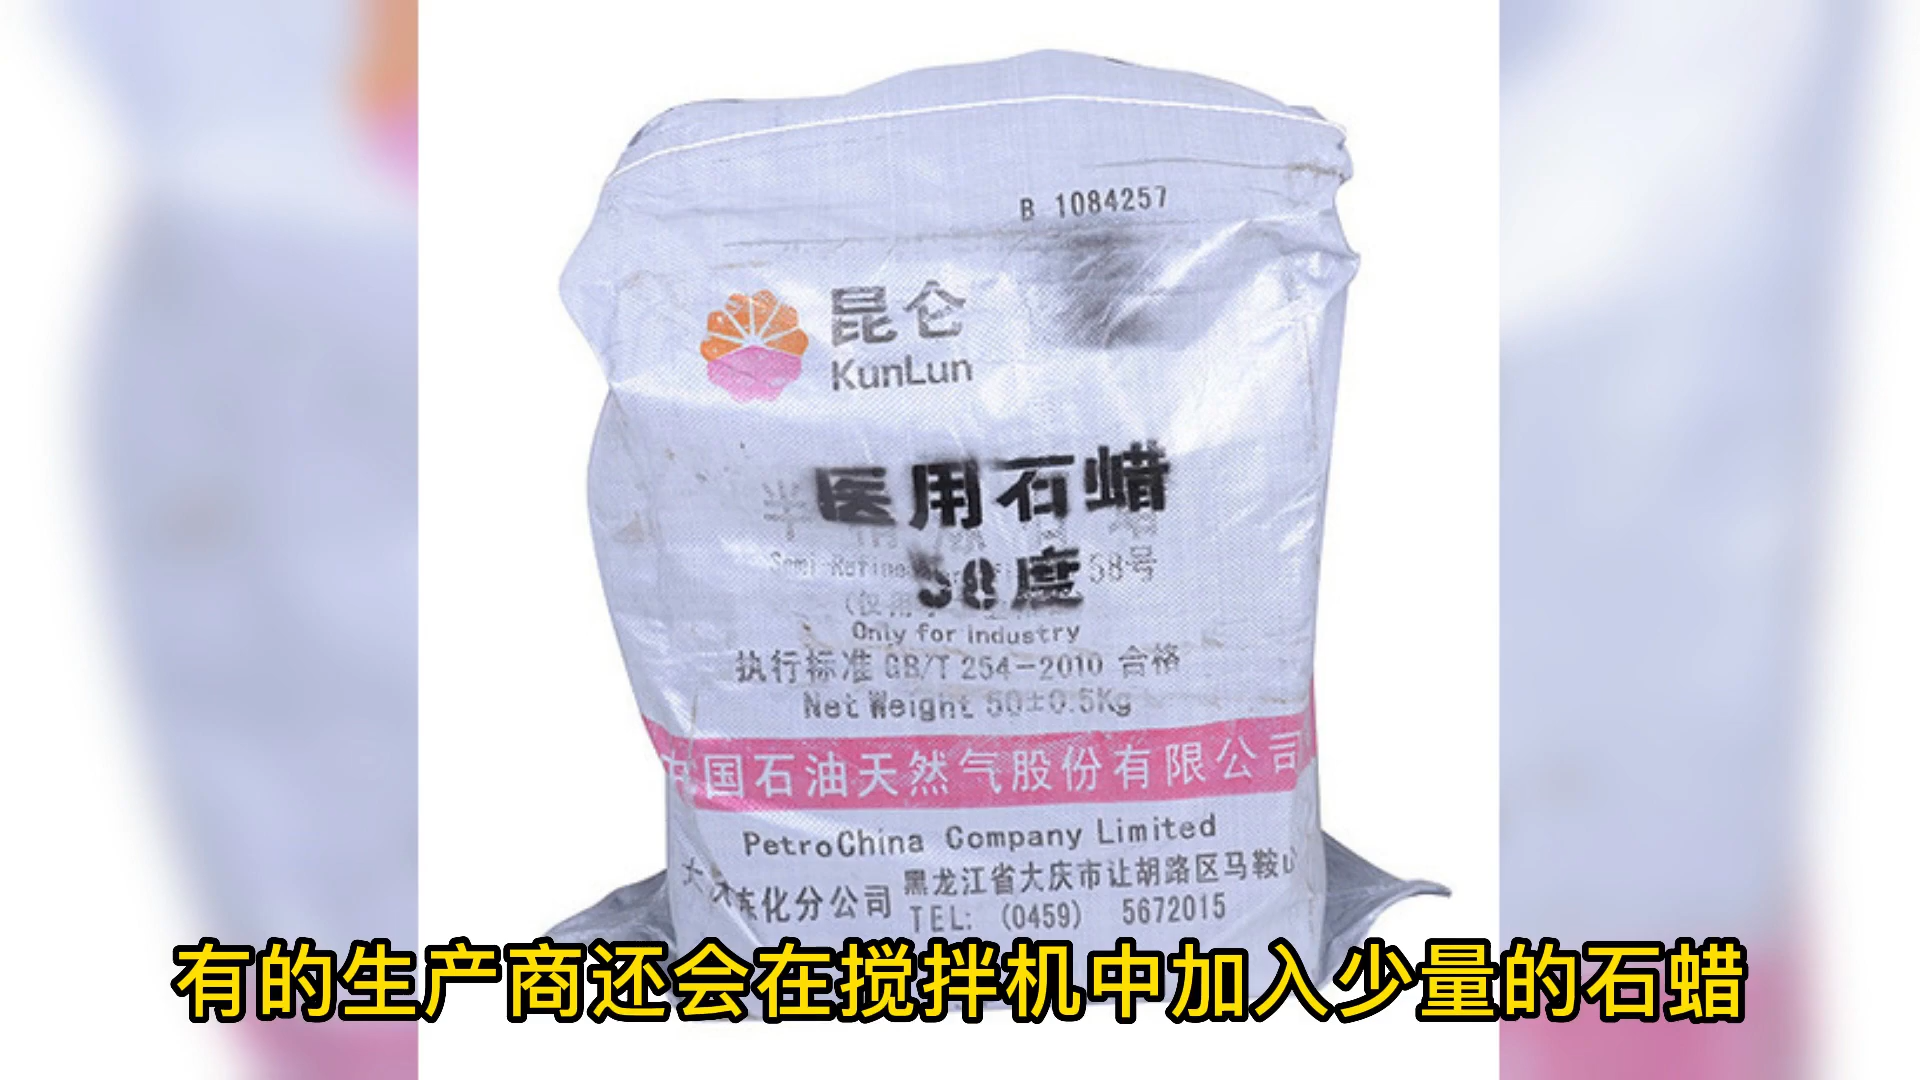 B 1084257
昆仑
KunLun
医用石蜡
58度
58号
Only for industry
执行标准 GB/T 254-2010 合格
Net Weight 50±0.5Kg
中国石油天然气股份有限公司
PetroChina Company Limited
炼化分公司
黑龙江省大庆市让胡路区马鞍山
TEL: (0459) 5672015
有的生产商还会在搅拌机中加入少量的石蜡